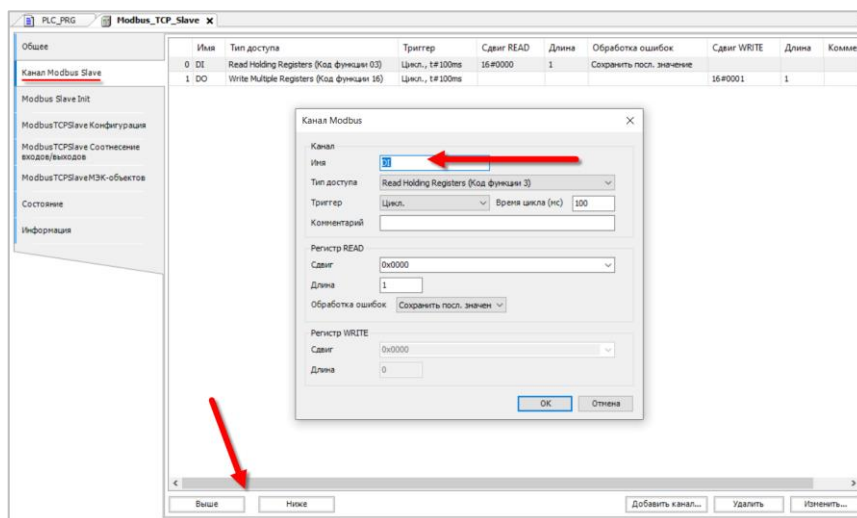 PLC_PRG Modbus_TCP_Slave
Общее
Канал Modbus Slave
Modbus Slave Init
ModbusTCPSlave Конфигурация
ModbusTCPSlave Соотнесение
входов/выходов
ModbusTCPSlaveМЭК-объектов
Состояние
Информация
Имя Тип доступа Триггер Сдвиг READ Длина Обработка ошибок Сдвиг WRITE Длина Комме
0 DI Read Holding Registers (Код функции 03) Цикл., t#100ms 16#0000 1 Сохранить посл. значение
1 DO Write Multiple Registers (Код функции 16) Цикл., t#100ms 16#0001 1
Канал Modbus
Канал
Имя DI
Тип доступа Read Holding Registers (Код функции 3)
Триггер Цикл. Время цикла (мс) 100
Комментарий
Регистр READ
Сдвиг 0x0000
Длина 1
Обработка ошибок Сохранить посл. значен
Регистр WRITE
Сдвиг 0x0000
Длина 0
OK Отмена
Выше Ниже Добавить канал... Удалить Изменить...